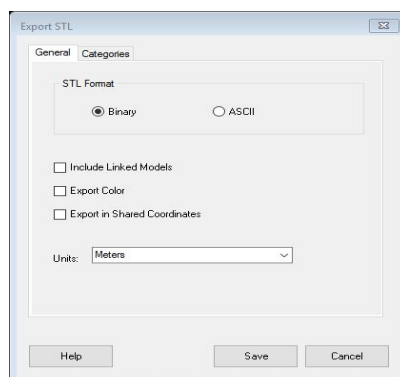 Export STL
General Categories
STL Format
Binary ASCII
Include Linked Models
Export Color
Export in Shared Coordinates
Units: Meters
Help Save Cancel